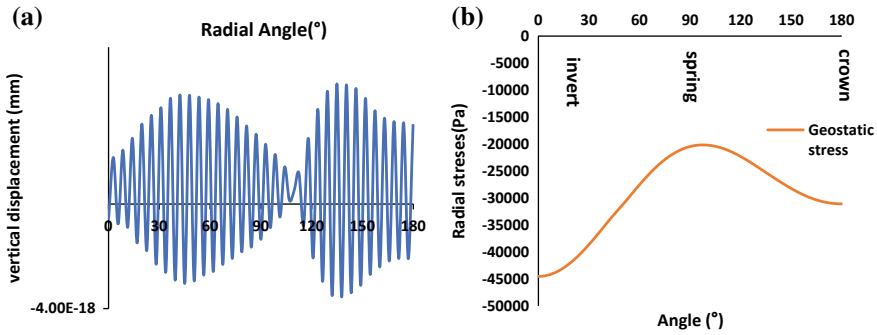 (a)
Radial Angle(°)
vertical displacement (mm)
0 30 60 90 120 150 180
-4.00E-18
(b)
0 30 60 90 120 150 180
0
-5000
-10000
-15000
-20000
-25000
-30000
-35000
-40000
-45000
-50000
Radial streses(Pa)
invert
spring
crown
Geostatic
stress
Angle (°)